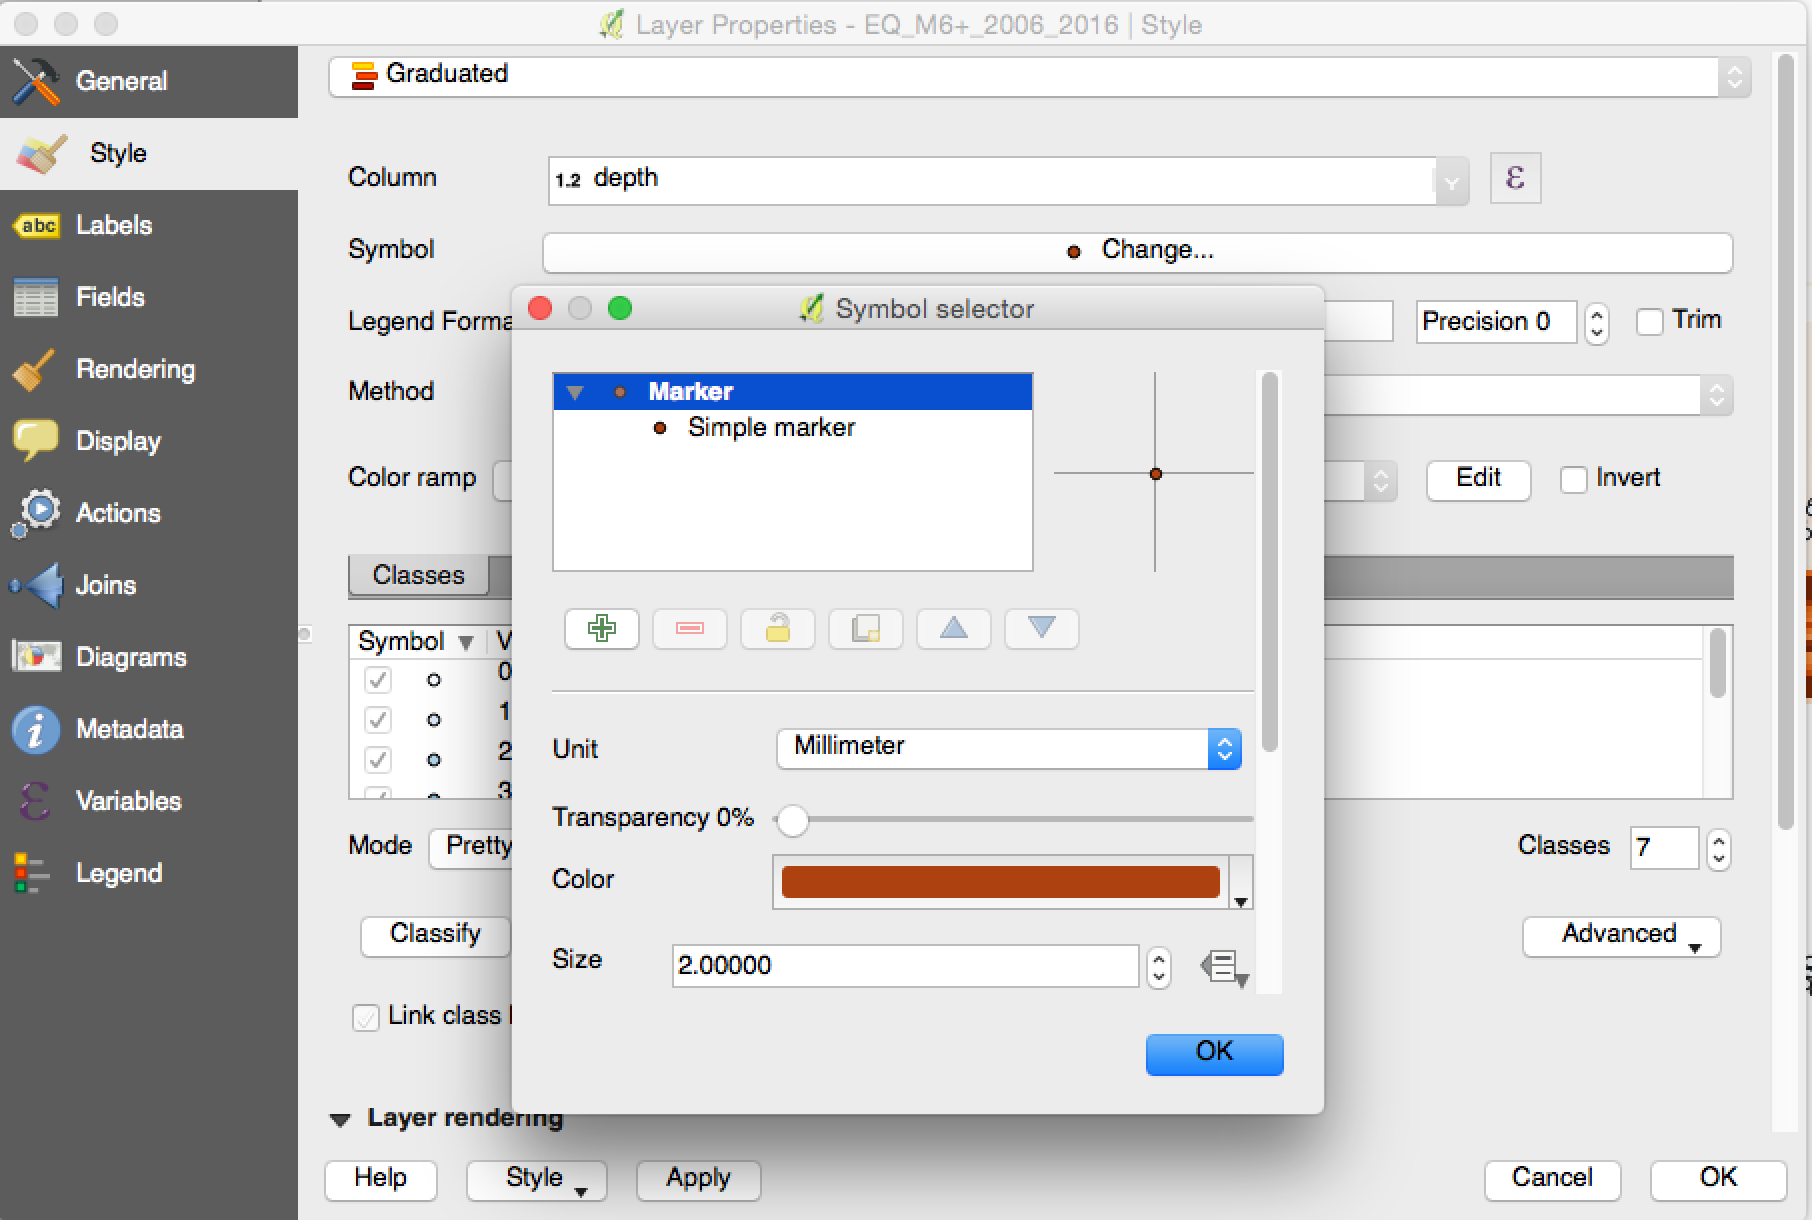 Layer Properties - EQ_M6+_2006_2016 | Style
General
Style
abc Labels
Fields
Rendering
Display
Actions
Joins
Diagrams
Metadata
Variables
Legend
Graduated
Column
1.2 depth
ε
Symbol
Change...
Legend Forma
Precision 0
Trim
Method
Color ramp
Edit
Invert
Classes
Symbol
V
0
1
2
3
Mode
Pretty
Classes
7
Classify
Advanced
Link class
Layer rendering
Help
Style
Apply
Cancel
OK
Symbol selector
Marker
Simple marker
Unit
Millimeter
Transparency 0%
Color
Size
2.00000
OK